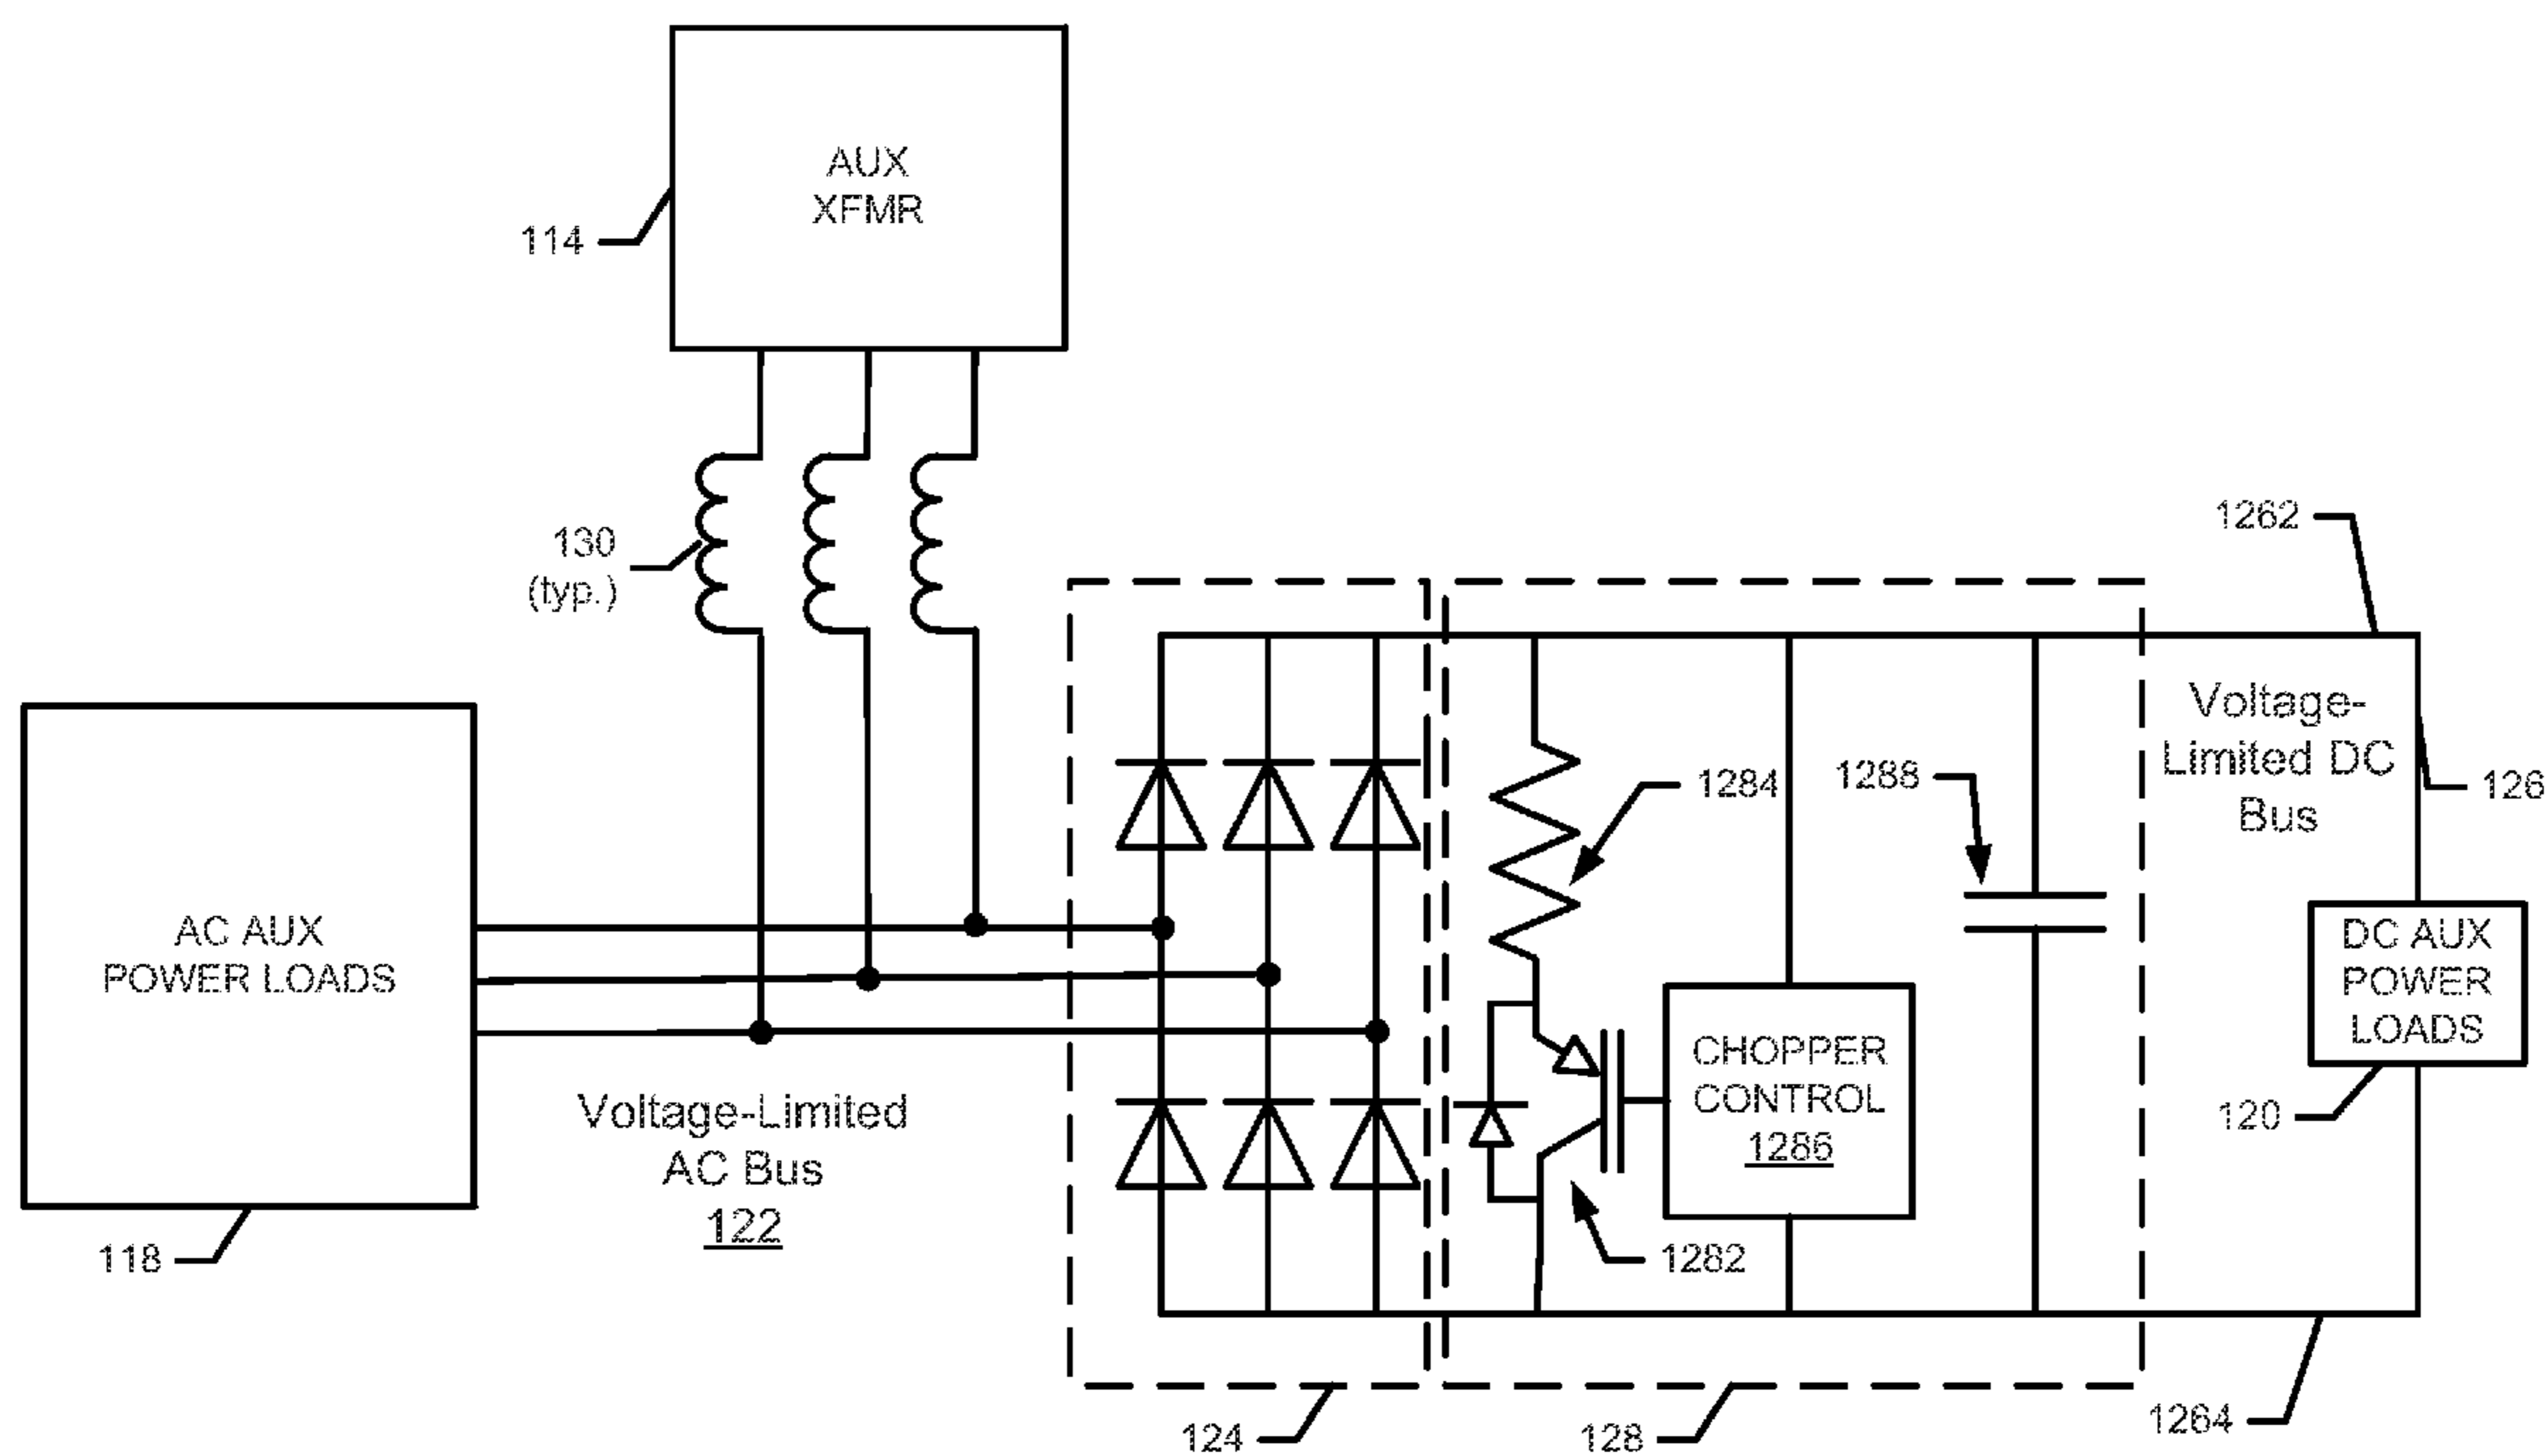 AUX
XFMR
114
130
(typ.)
1262
Voltage-
Limited DC
Bus
1284
1288
126
AC AUX
POWER LOADS
DC AUX
POWER
LOADS
CHOPPER
CONTROL
1286
120
Voltage-Limited
AC Bus
122
118
1282
124
128
1264